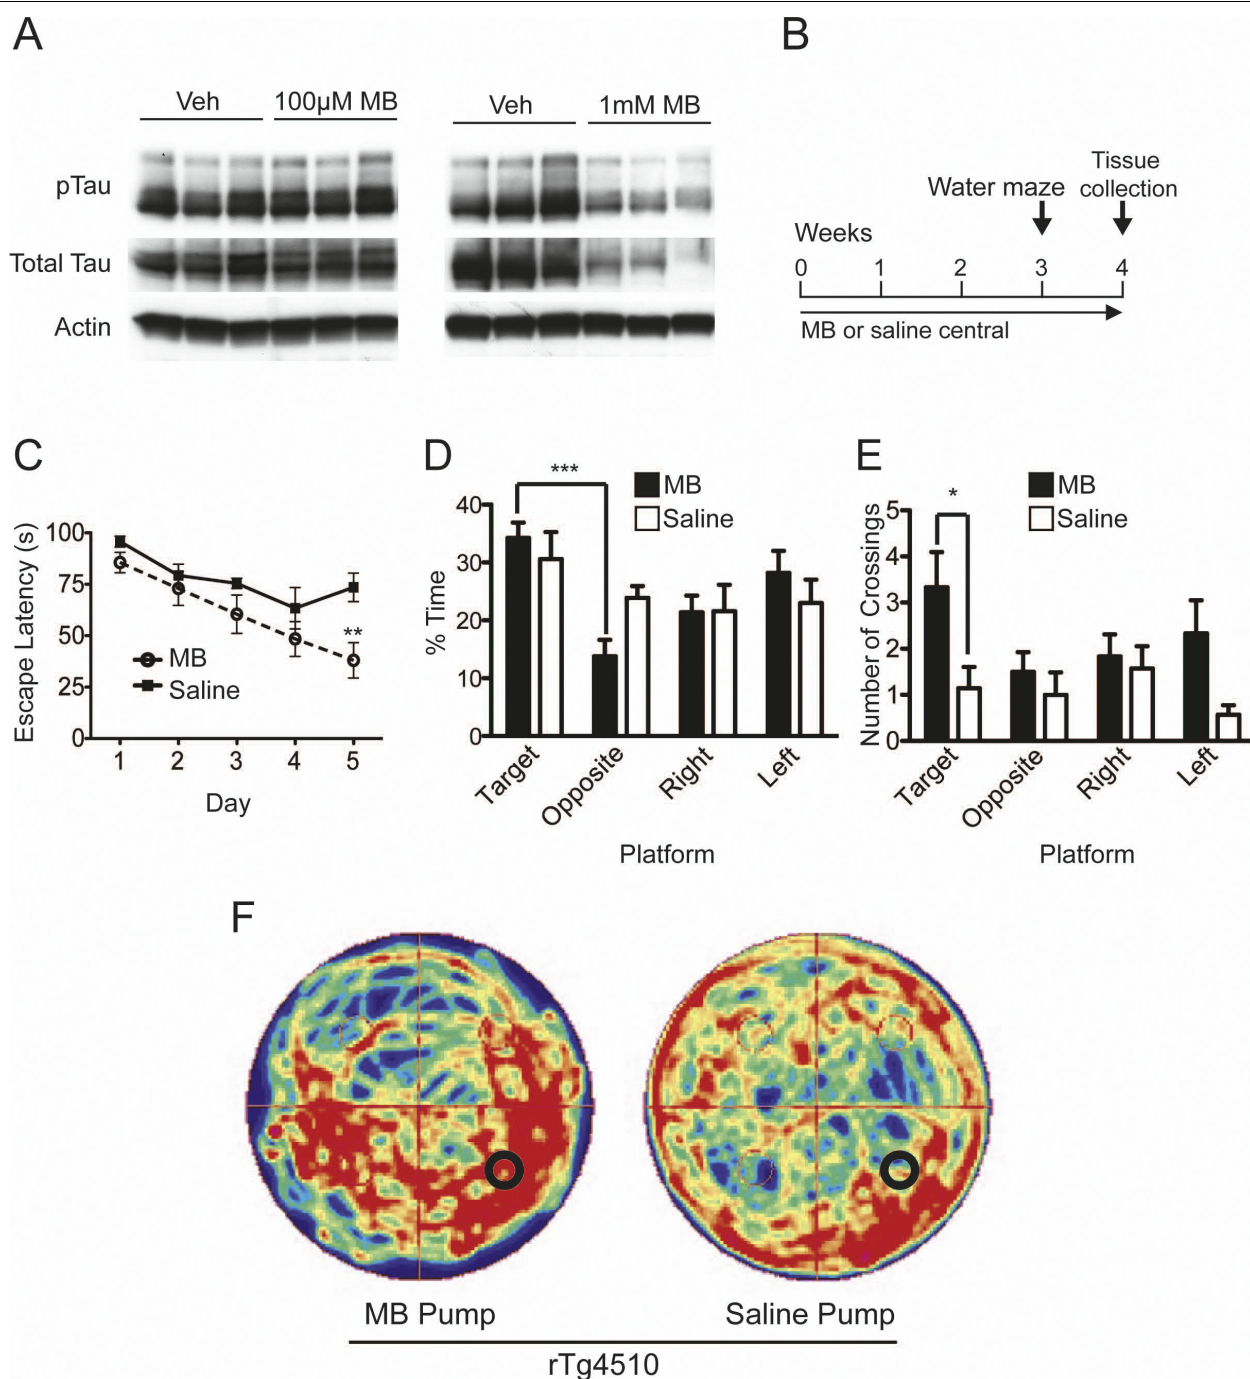 A
Veh
100µM MB
Veh
1mM MB
pTau
Total Tau
Actin
B
Tissue
Water maze
collection
Weeks
0 1 2 3 4
MB or saline central
C
Escape Latency (s)
100
75
50
25
0
**
MB
Saline
1 2 3 4 5
Day
D
***
MB
Saline
% Time
40
30
20
10
0
Target
Opposite
Right
Left
Platform
E
*
MB
Saline
Number of Crossings
5
4
3
2
1
0
Target
Opposite
Right
Left
Platform
F
MB Pump
Saline Pump
rTg4510